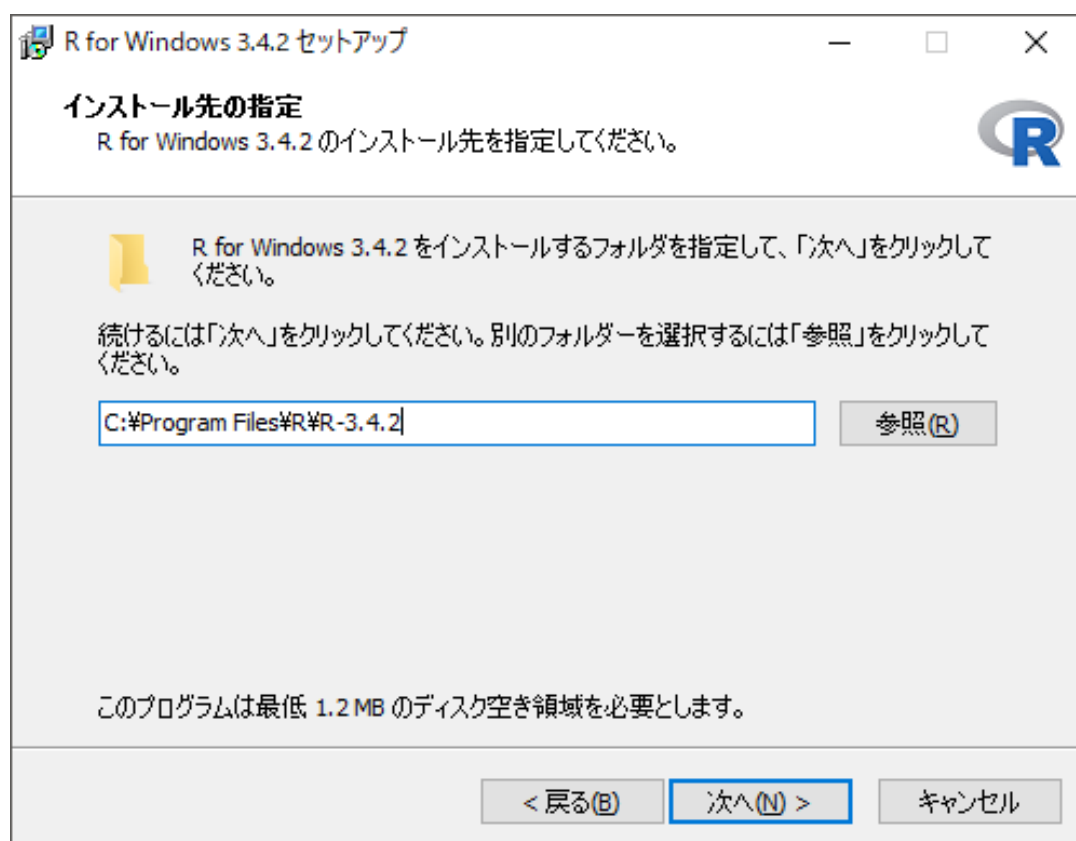 R for Windows 3.4.2 セットアップ
インストール先の指定
R for Windows 3.4.2 のインストール先を指定してください。
R
R for Windows 3.4.2 をインストールするフォルダを指定して、「次へ」をクリックして
ください。
続けるには「次へ」をクリックしてください。別のフォルダーを選択するには「参照」をクリックして
ください。
C:¥Program Files¥R¥R-3.4.2
参照(R)
このプログラムは最低 1.2 MB のディスク空き領域を必要とします。
< 戻る(B)
次へ(N) >
キャンセル